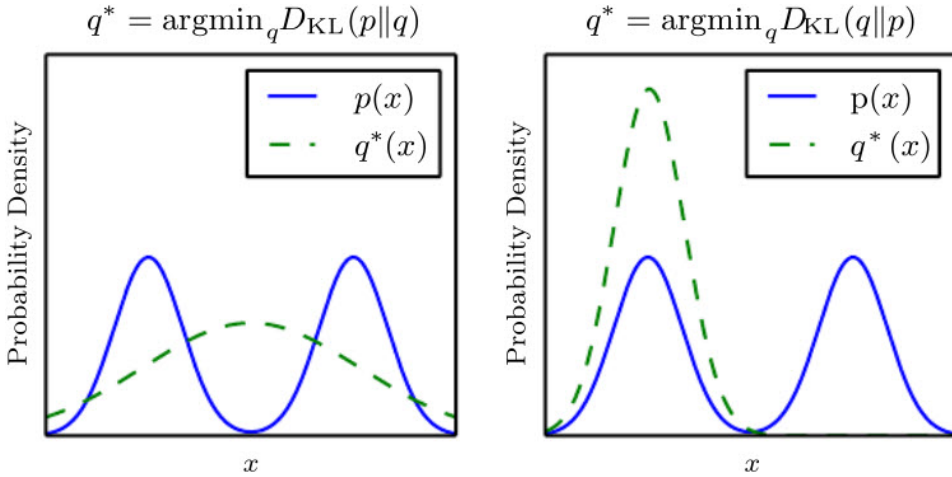 q* = argmin_q D_KL(p‖q)
p(x)
q*(x)
Probability Density
x
q* = argmin_q D_KL(q‖p)
p(x)
q*(x)
Probability Density
x